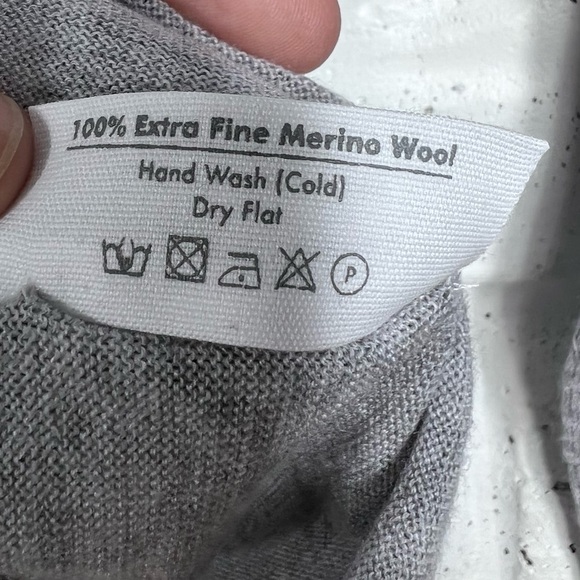 100% Extra Fine Merino Wool
Hand Wash (Cold)
Dry Flat
P